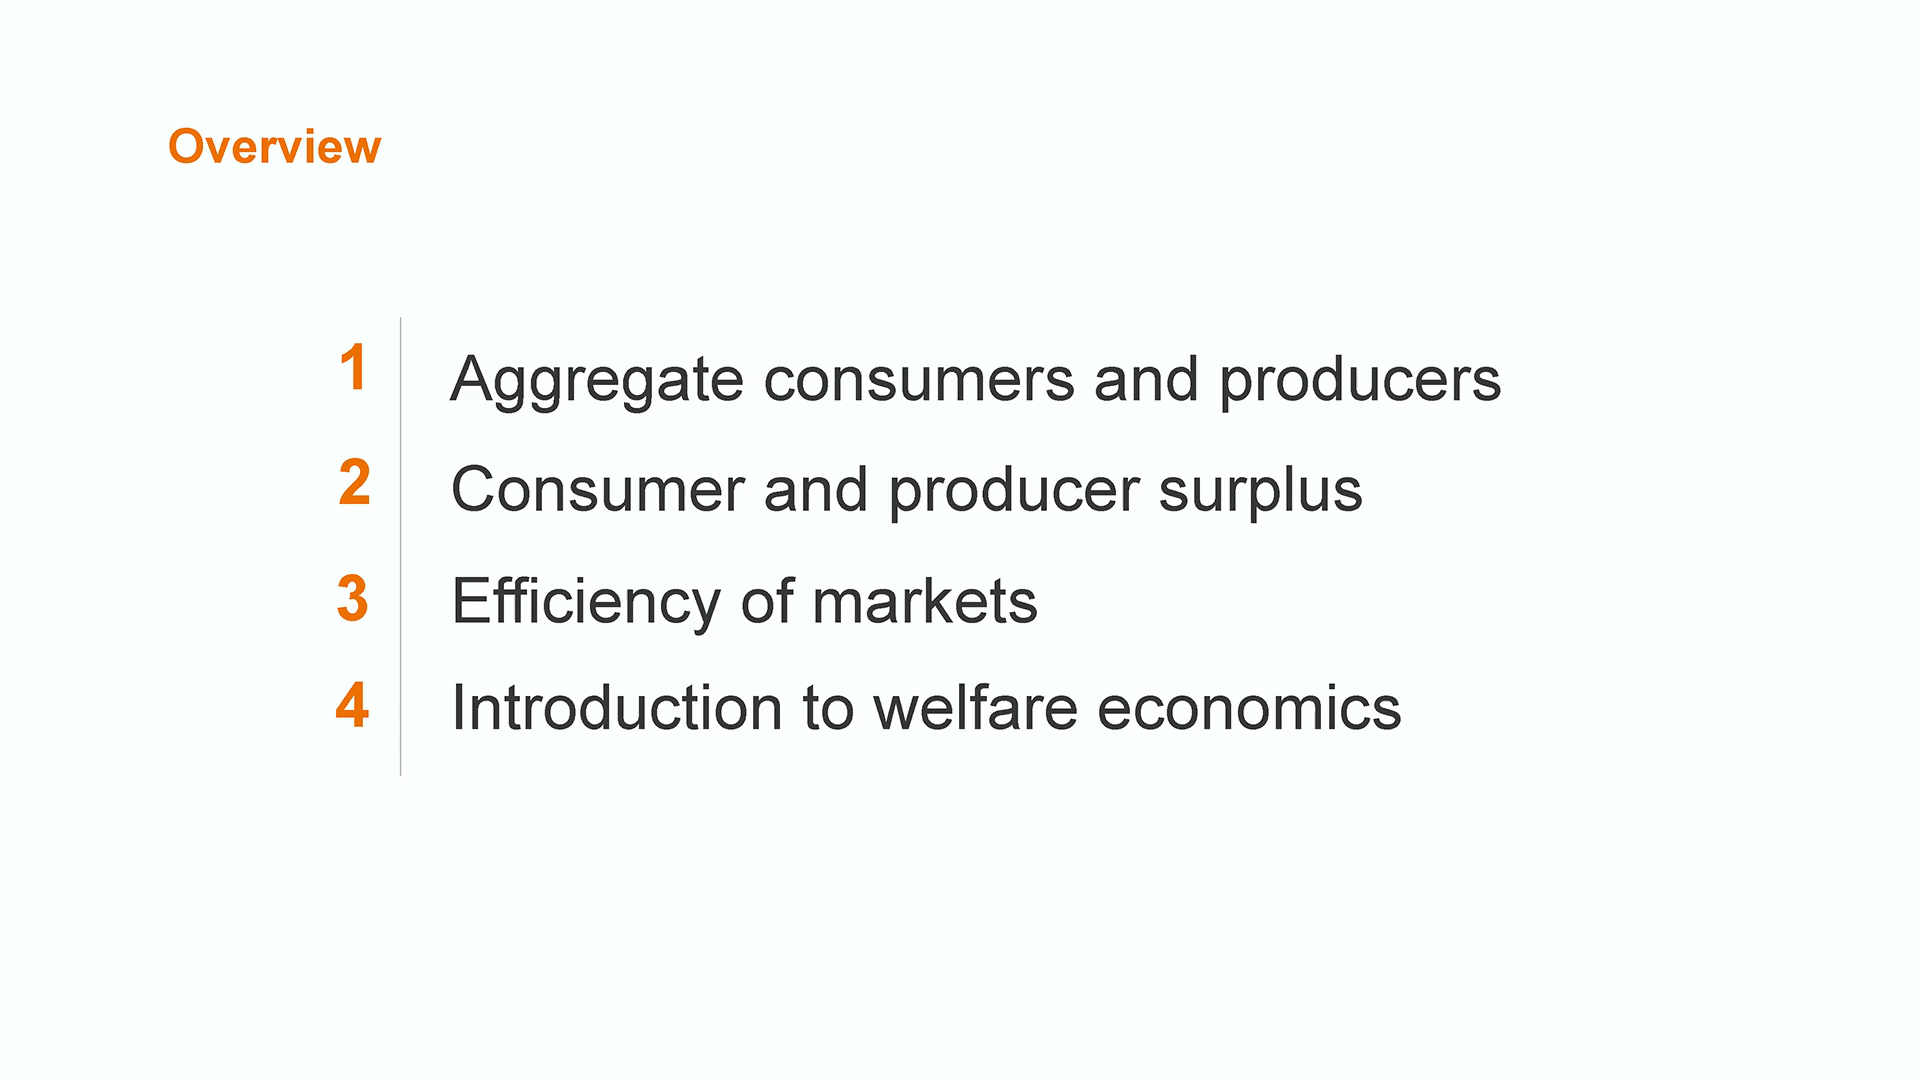 Overview
1 Aggregate consumers and producers
2 Consumer and producer surplus
3 Efficiency of markets
4 Introduction to welfare economics